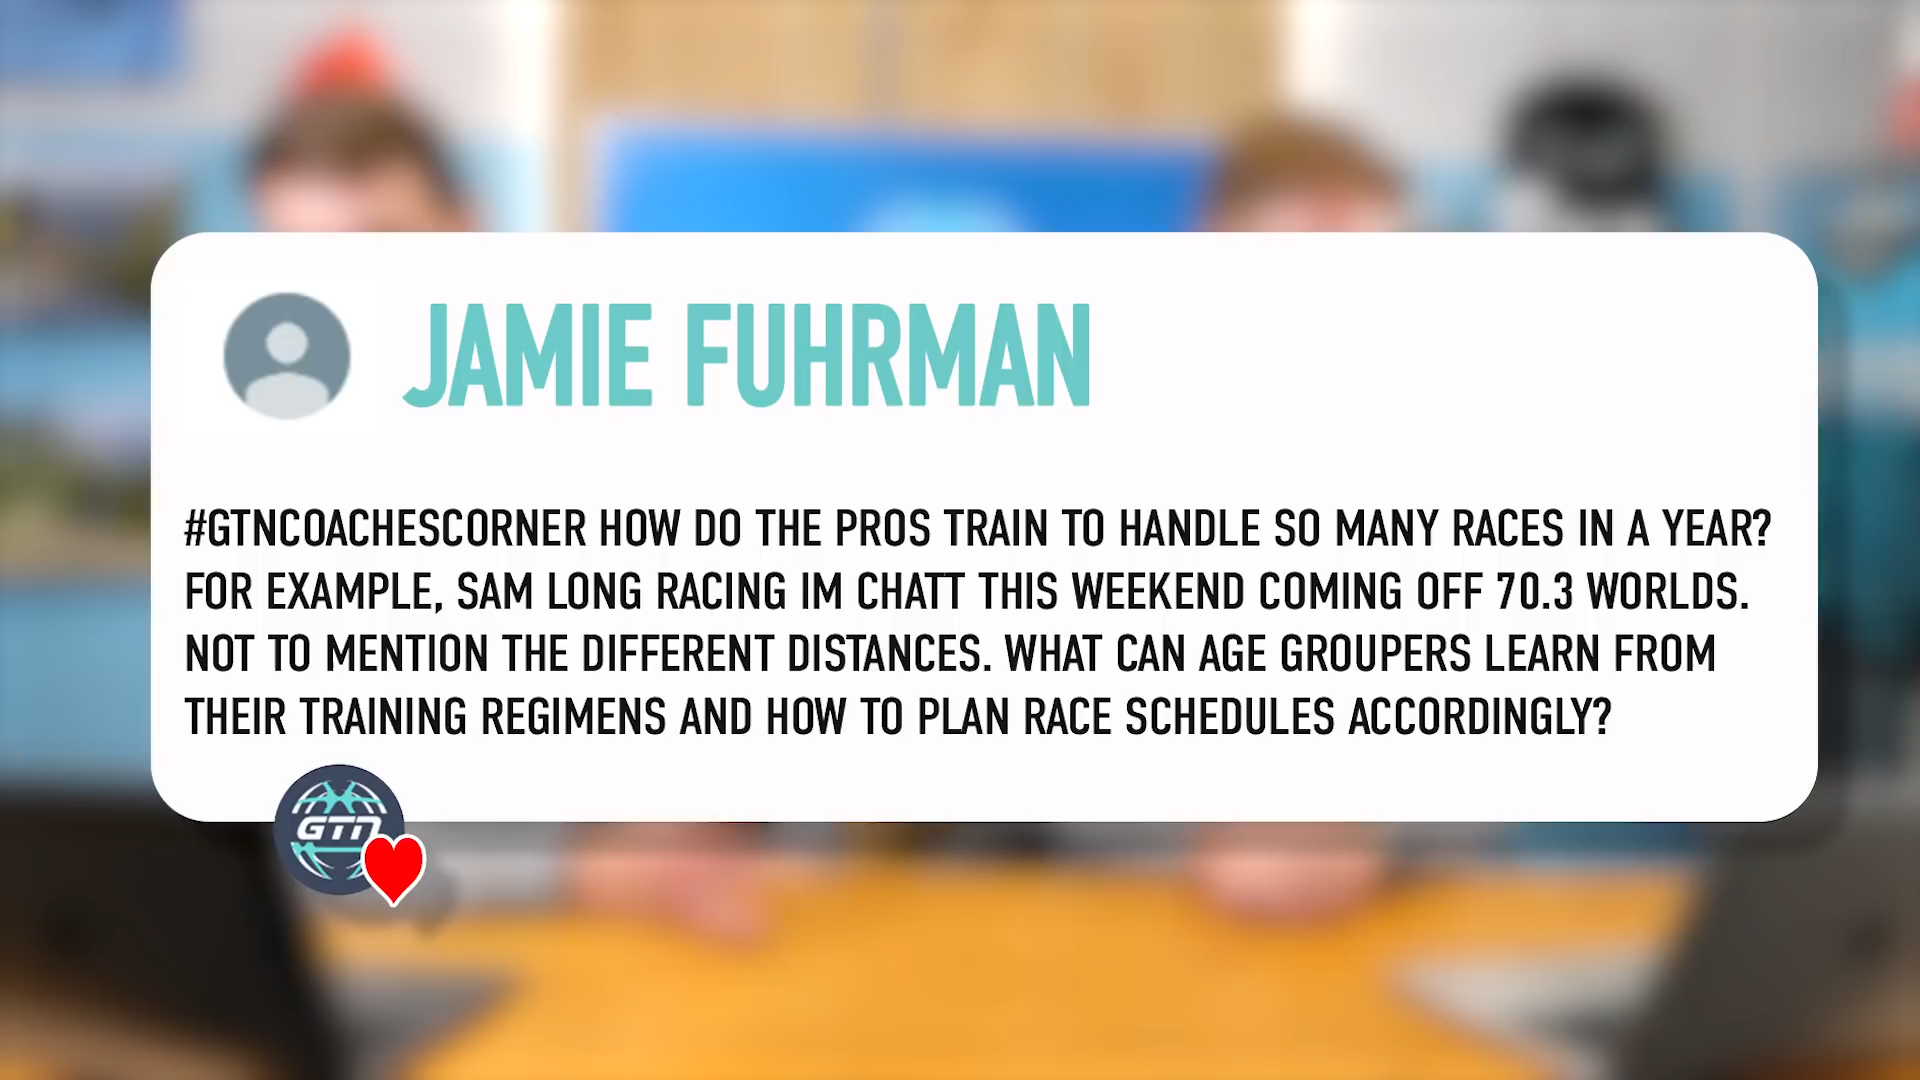 JAMIE FUHRMAN
#GTNCOACHESCORNER HOW DO THE PROS TRAIN TO HANDLE SO MANY RACES IN A YEAR?
FOR EXAMPLE, SAM LONG RACING IM CHATT THIS WEEKEND COMING OFF 70.3 WORLDS.
NOT TO MENTION THE DIFFERENT DISTANCES. WHAT CAN AGE GROUPERS LEARN FROM
THEIR TRAINING REGIMENS AND HOW TO PLAN RACE SCHEDULES ACCORDINGLY?
GTN